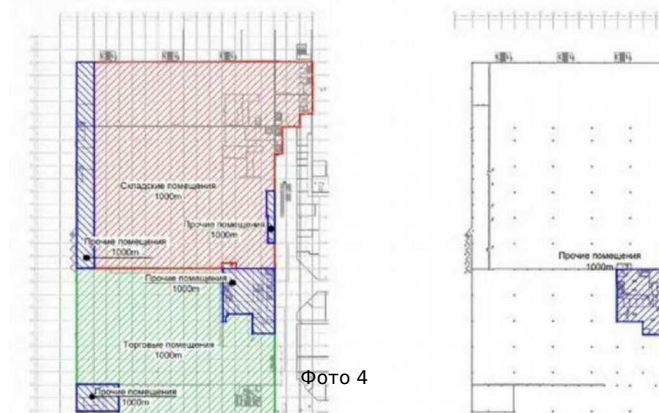 Складские помещения
1000m
Прочие помещения
1000m
Прочие помещения
1000m
Прочие помещения
1000m
Торговые помещения
1000m
Прочие помещения
1000m
Прочие помещения
1000m
Фото 4